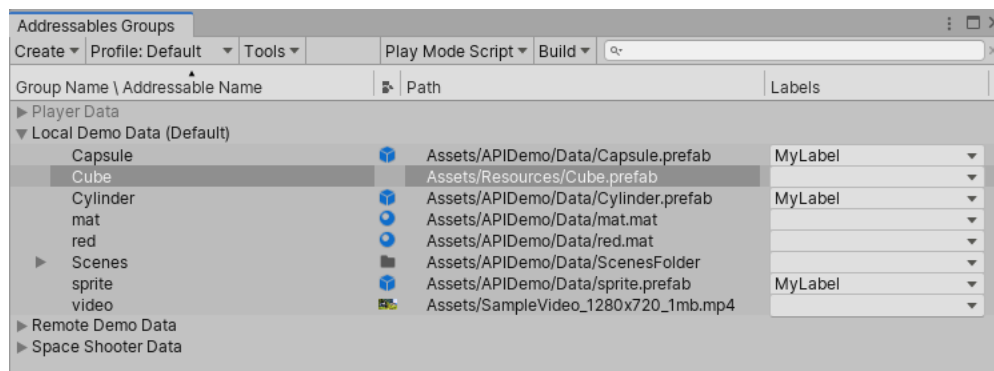 Addressables Groups
Create Profile: Default Tools Play Mode Script Build
Group Name \ Addressable Name Path Labels
Player Data
Local Demo Data (Default)
Capsule Assets/APIDemo/Data/Capsule.prefab MyLabel
Cube Assets/Resources/Cube.prefab
Cylinder Assets/APIDemo/Data/Cylinder.prefab MyLabel
mat Assets/APIDemo/Data/mat.mat
red Assets/APIDemo/Data/red.mat
Scenes Assets/APIDemo/Data/ScenesFolder
sprite Assets/APIDemo/Data/sprite.prefab MyLabel
video Assets/SampleVideo_1280x720_1mb.mp4
Remote Demo Data
Space Shooter Data